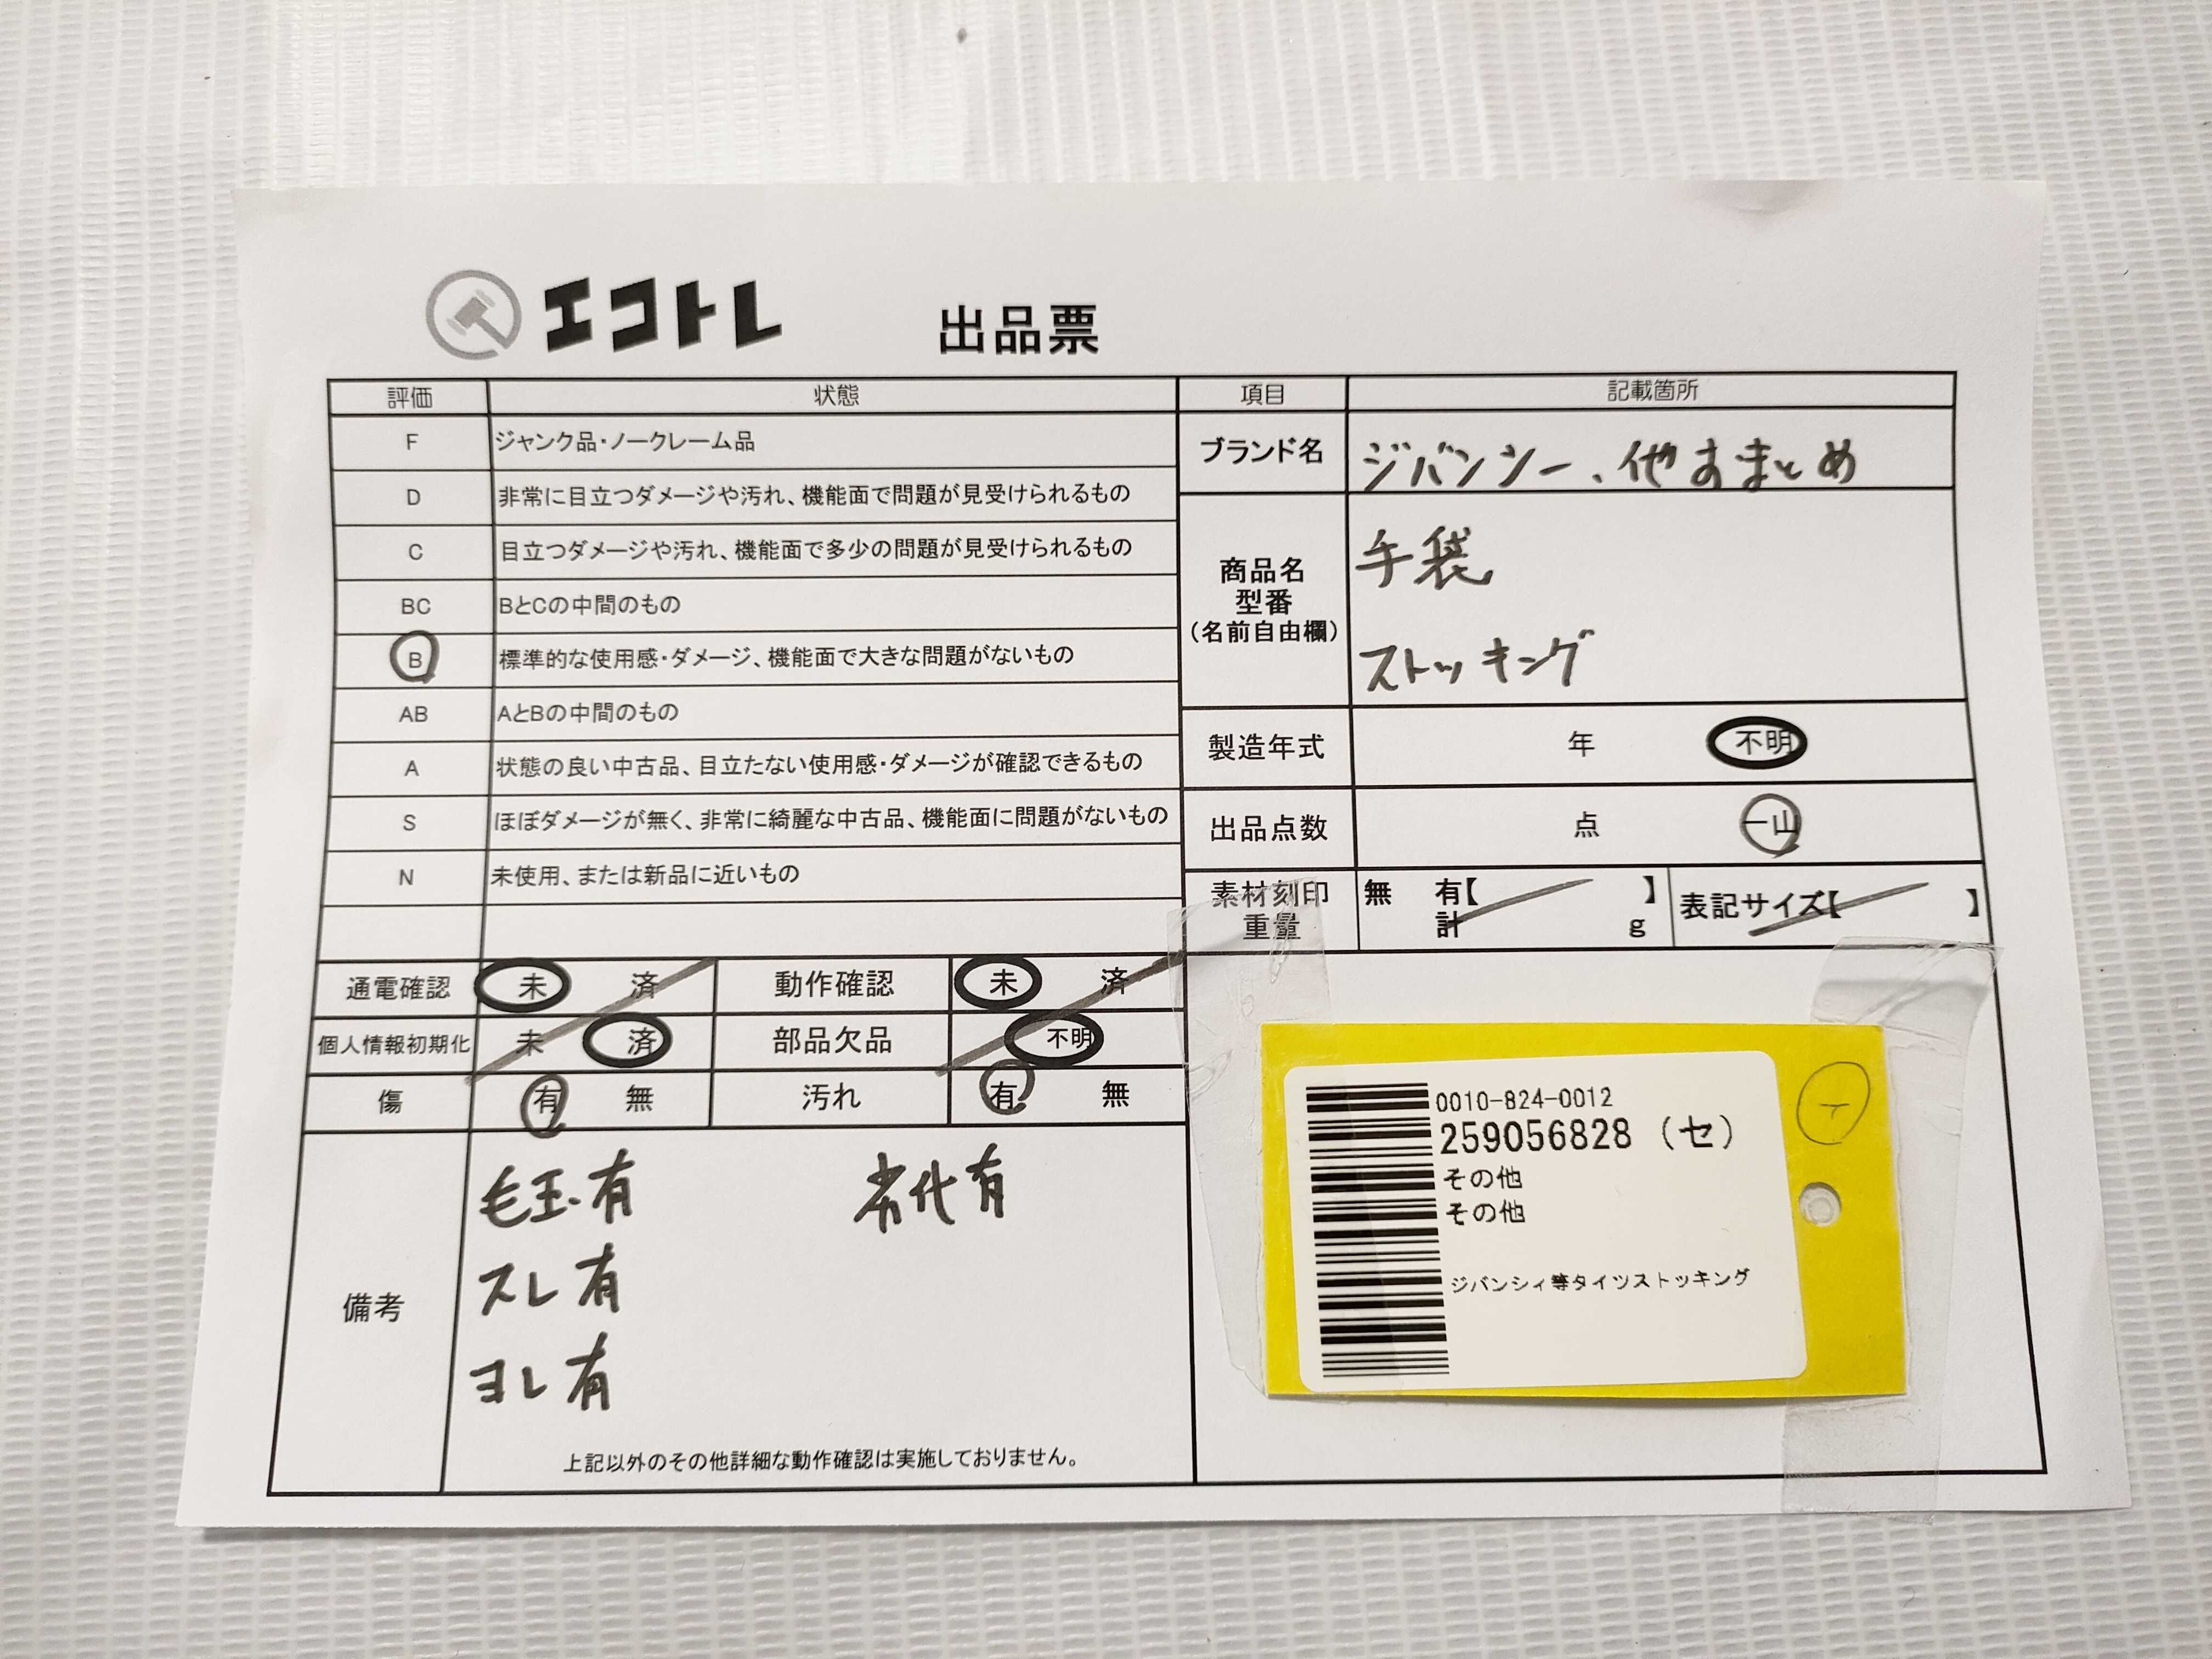 エコトレ 出品票
評価 状態 項目 記載箇所
F ジャンク品・ノークレーム品
ブランド名 ジバンシー、他おまとめ
D 非常に目立つダメージや汚れ、機能面で問題が見受けられるもの
C 目立つダメージや汚れ、機能面で多少の問題が見受けられるもの
BC BとCの中間のもの
B 標準的な使用感・ダメージ、機能面で大きな問題がないもの
商品名
型番
(名前自由欄)
手袋
ストッキング
AB AとBの中間のもの
製造年式 年 不明
A 状態の良い中古品、目立たない使用感・ダメージが確認できるもの
S ほぼダメージが無く、非常に綺麗な中古品、機能面に問題がないもの
出品点数 点 一山
N 未使用、または新品に近いもの
素材刻印 無 有【 】 表記サイズ【 】
重量 計 g
通電確認 未 済 動作確認 未 済
個人情報初期化 未 済 部品欠品 不明
傷 有 無 汚れ 有 無
備考
毛玉有 劣化有
スレ有
ヨレ有
上記以外のその他詳細な動作確認は実施しておりません。
0010-824-0012
259056828 (セ)
その他
その他
ジバンシィ等タイツストッキング